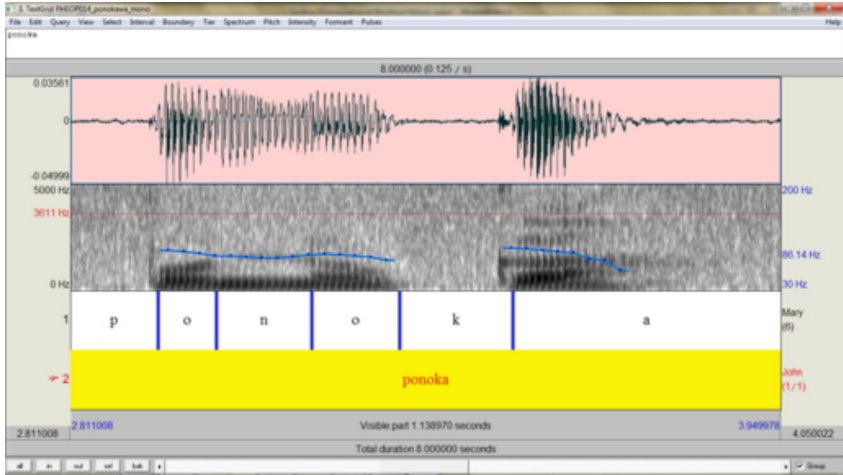 3. TextGrid PHEOP014_ponokawa_mono
File Edit Query View Select Interval Boundary Tier Spectrum Pitch Intensity Formant Pulses Help
ponoka
8.000000 (0.125 / s)
0.03561
0
-0.04999
5000 Hz 200 Hz
3611 Hz
86.14 Hz
0 Hz 30 Hz
1 p o n o k a Mary
(6)
2 ponoka John
(1/1)
2.811008 2.811008 Visible part 1.138970 seconds 3.949978 4.050022
Total duration 8.000000 seconds
all in out sel bak Group